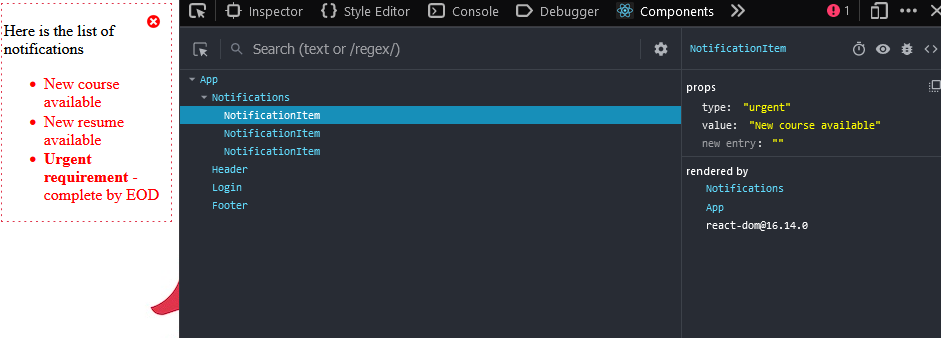 Here is the list of
notifications
New course
available
New resume
available
Urgent
requirement -
complete by EOD
Inspector
Style Editor
Console
Debugger
Components
1
Search (text or /regex/)
App
Notifications
NotificationItem
NotificationItem
NotificationItem
Header
Login
Footer
NotificationItem
props
type: "urgent"
value: "New course available"
new entry: ""
rendered by
Notifications
App
react-dom@16.14.0